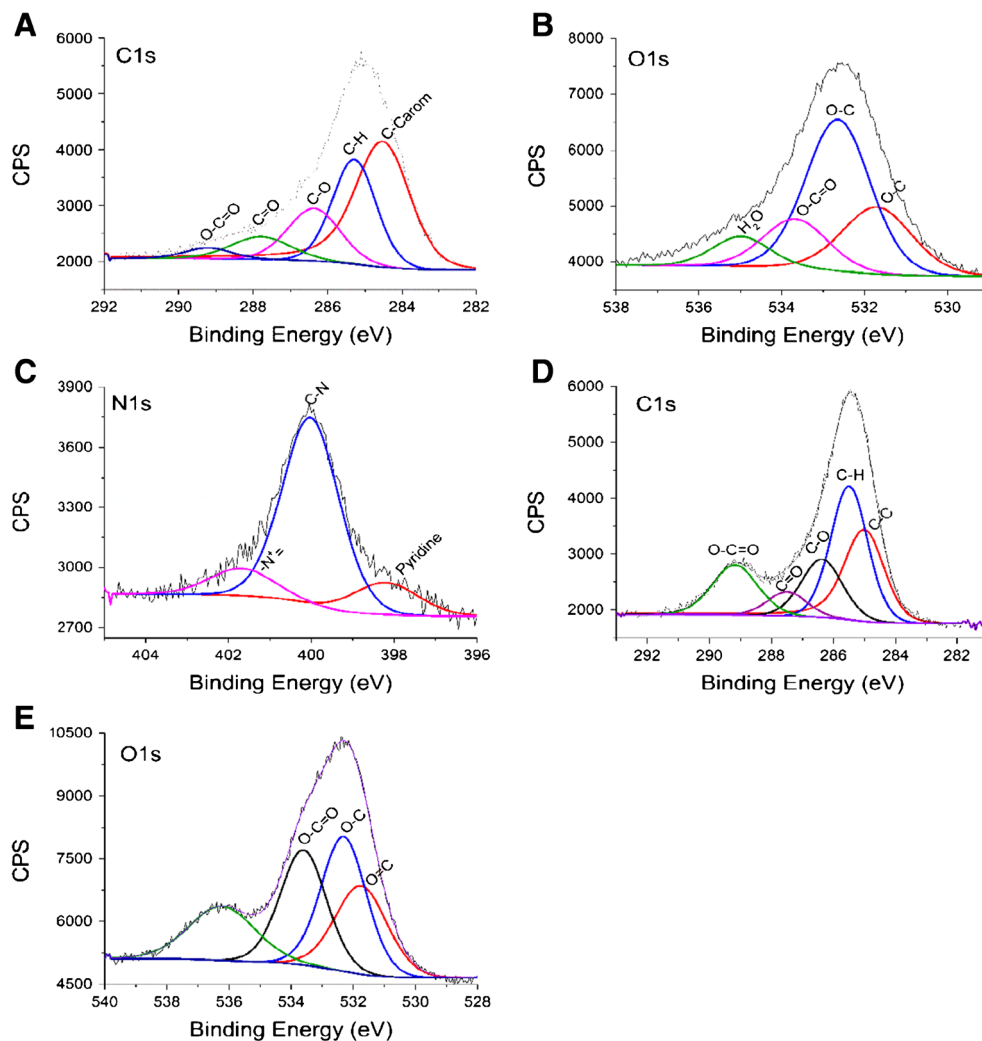 A
C1s
6000
5000
4000
3000
2000
CPS
O-C=O
C=O
C-O
C-H
C-Carom
292 290 288 286 284 282
Binding Energy (eV)
B
O1s
8000
7000
6000
5000
4000
CPS
H2O
O-C=O
O-C
538 536 534 532 530
Binding Energy (eV)
C
N1s
3900
3600
3300
3000
2700
CPS
-N+=
C-N
Pyridine
404 402 400 398 396
Binding Energy (eV)
D
C1s
6000
5000
4000
3000
2000
CPS
O-C=O
C=O
C-O
C-H
292 290 288 286 284 282
Binding Energy (eV)
E
O1s
10500
9000
7500
6000
4500
CPS
O-C=O
O-C
O=C
540 538 536 534 532 530 528
Binding Energy (eV)